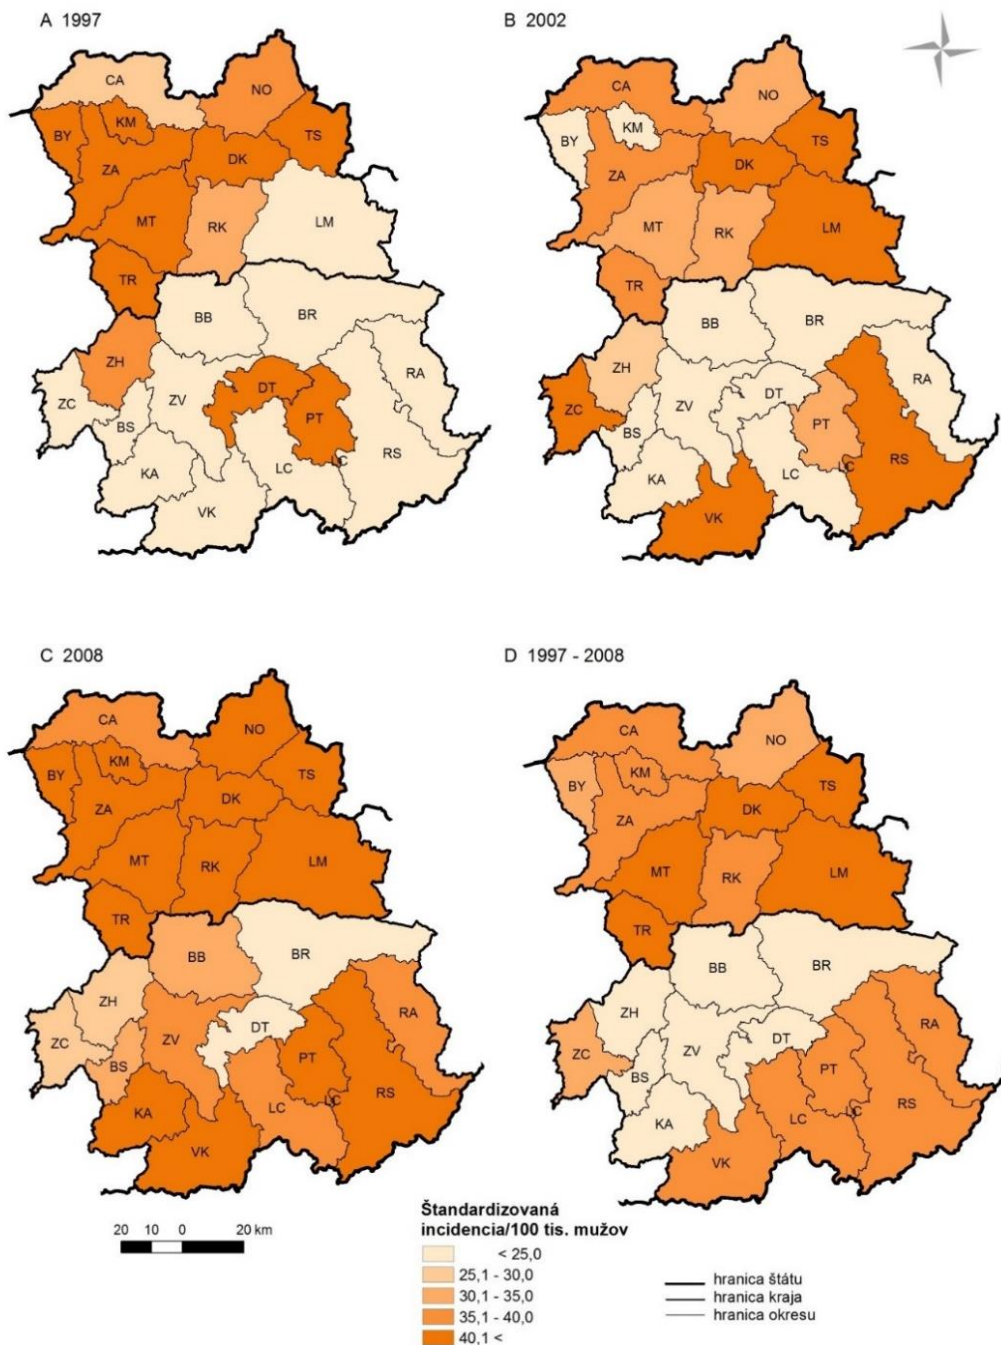 A 1997
CA
NO
BY
KM
TS
ZA
DK
MT
RK
LM
TR
BB
BR
ZH
RA
ZC
DT
ZV
PT
BS
LC
RS
KA
LC
VK
B 2002
CA
NO
BY
KM
TS
ZA
DK
MT
RK
LM
TR
BB
BR
ZH
RA
ZC
DT
ZV
PT
BS
LC
RS
KA
LC
VK
C 2008
CA
NO
BY
KM
TS
ZA
DK
MT
RK
LM
TR
BB
BR
ZH
RA
ZC
DT
ZV
PT
BS
LC
RS
KA
LC
VK
D 1997 - 2008
CA
NO
BY
KM
TS
ZA
DK
MT
RK
LM
TR
BB
BR
ZH
RA
ZC
DT
ZV
PT
BS
LC
RS
KA
LC
VK
20 10 0 20 km
Štandardizovaná
incidencia/100 tis. mužov
< 25,0
25,1 - 30,0
30,1 - 35,0
35,1 - 40,0
40,1 <
hranica štátu
hranica kraja
hranica okresu